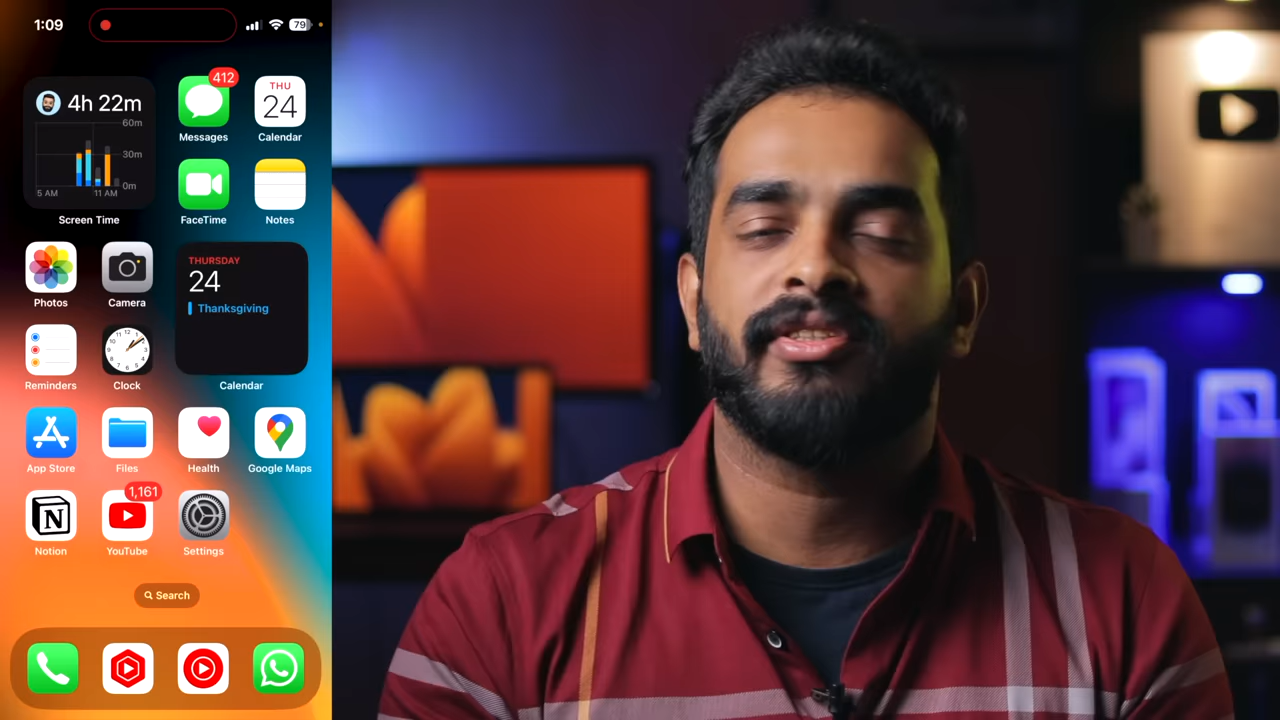 1:09
79
4h 22m
60m
30m
0m
5 AM
11 AM
Screen Time
412
Messages
THU
24
Calendar
FaceTime
Notes
Photos
Camera
THURSDAY
24
Thanksgiving
Calendar
Reminders
Clock
App Store
Files
Health
Google Maps
N
Notion
1,161
YouTube
Settings
Search